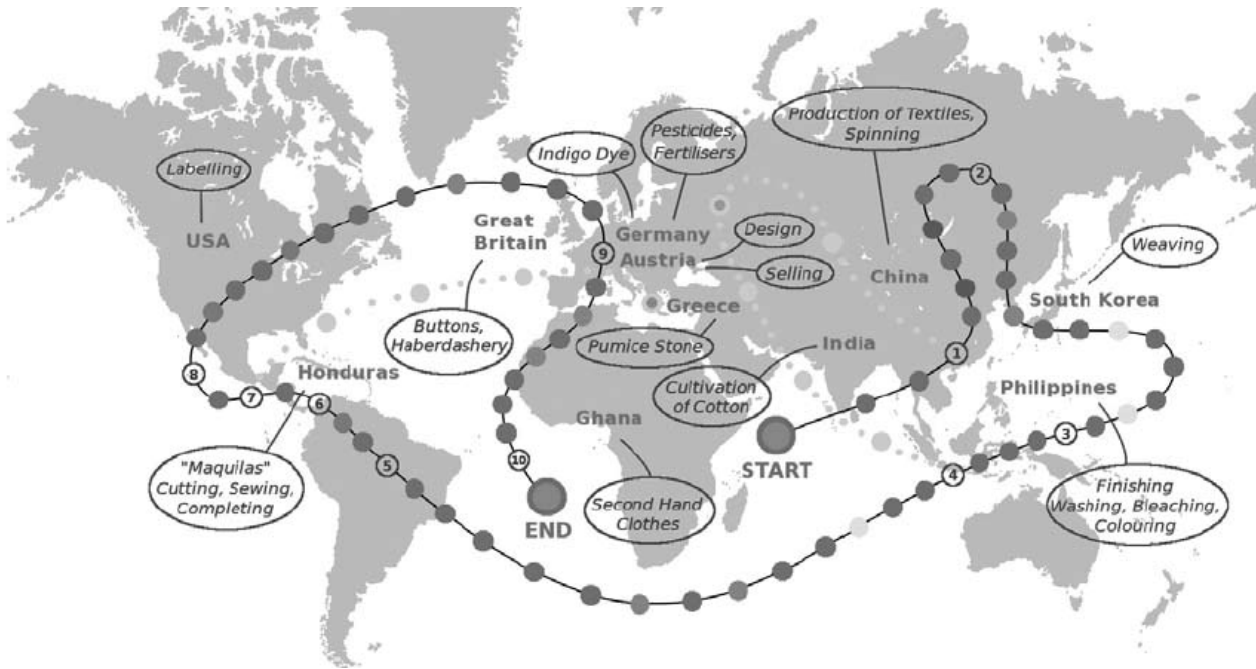 Production of Textiles,
Spinning
Pesticides,
Fertilisers
Indigo Dye
Labelling
2
USA
Great
Britain
Germany
Austria
Design
Selling
9
China
Weaving
South Korea
Greece
Buttons,
Haberdashery
Pumice Stone
India
1
8
Honduras
7
6
Cultivation
of Cotton
Philippines
Ghana
START
3
5
10
4
"Maquilas"
Cutting, Sewing,
Completing
END
Second Hand
Clothes
Finishing
Washing, Bleaching,
Colouring